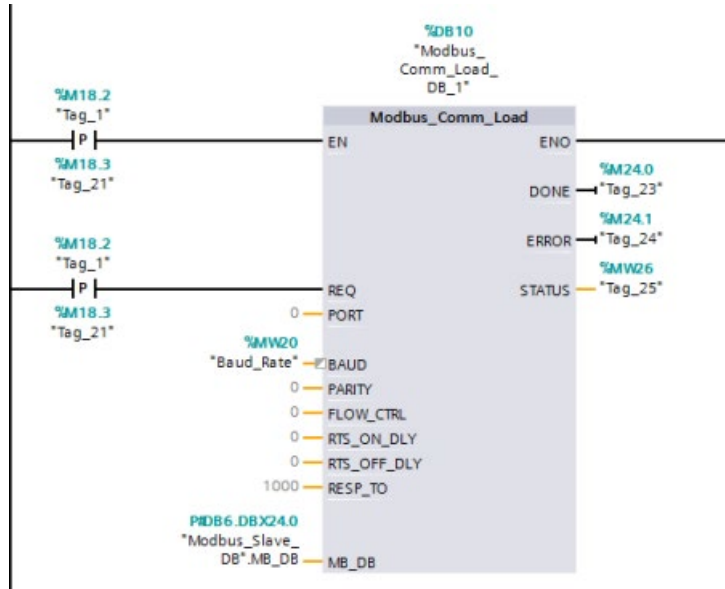 %DB10
"Modbus_
Comm_Load_
DB_1"
%M18.2
"Tag_1"
P
%M18.3
"Tag_21"
Modbus_Comm_Load
EN
ENO
%M24.0
DONE
"Tag_23"
%M24.1
ERROR
"Tag_24"
%M18.2
"Tag_1"
P
%M18.3
"Tag_21"
REQ
%MW26
STATUS
"Tag_25"
0
PORT
%MW20
"Baud_Rate"
BAUD
0
PARITY
0
FLOW_CTRL
0
RTS_ON_DLY
0
RTS_OFF_DLY
1000
RESP_TO
P#DB6.DBX24.0
"Modbus_Slave_
DB".MB_DB
MB_DB